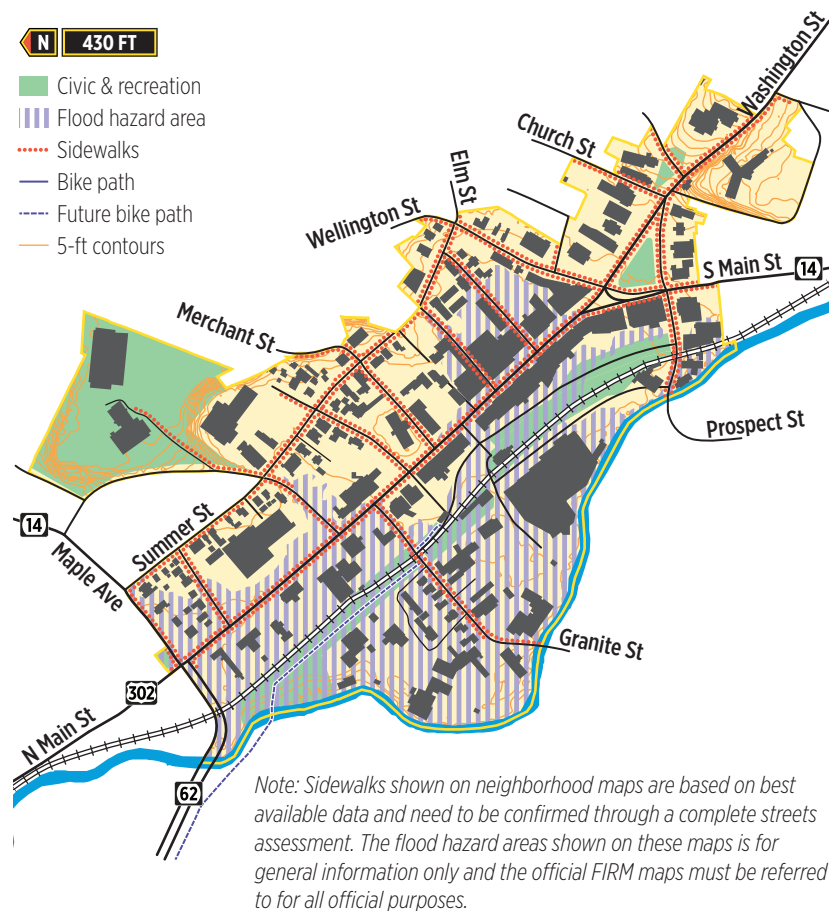 N 430 FT
Civic & recreation
Flood hazard area
Sidewalks
Bike path
Future bike path
5-ft contours
Washington St
Church St
Elm St
Wellington St
S Main St
14
Merchant St
Prospect St
14
Summer St
Maple Ave
Granite St
302
N Main St
62
Note: Sidewalks shown on neighborhood maps are based on best
available data and need to be confirmed through a complete streets
assessment. The flood hazard areas shown on these maps is for
general information only and the official FIRM maps must be referred
to for all official purposes.